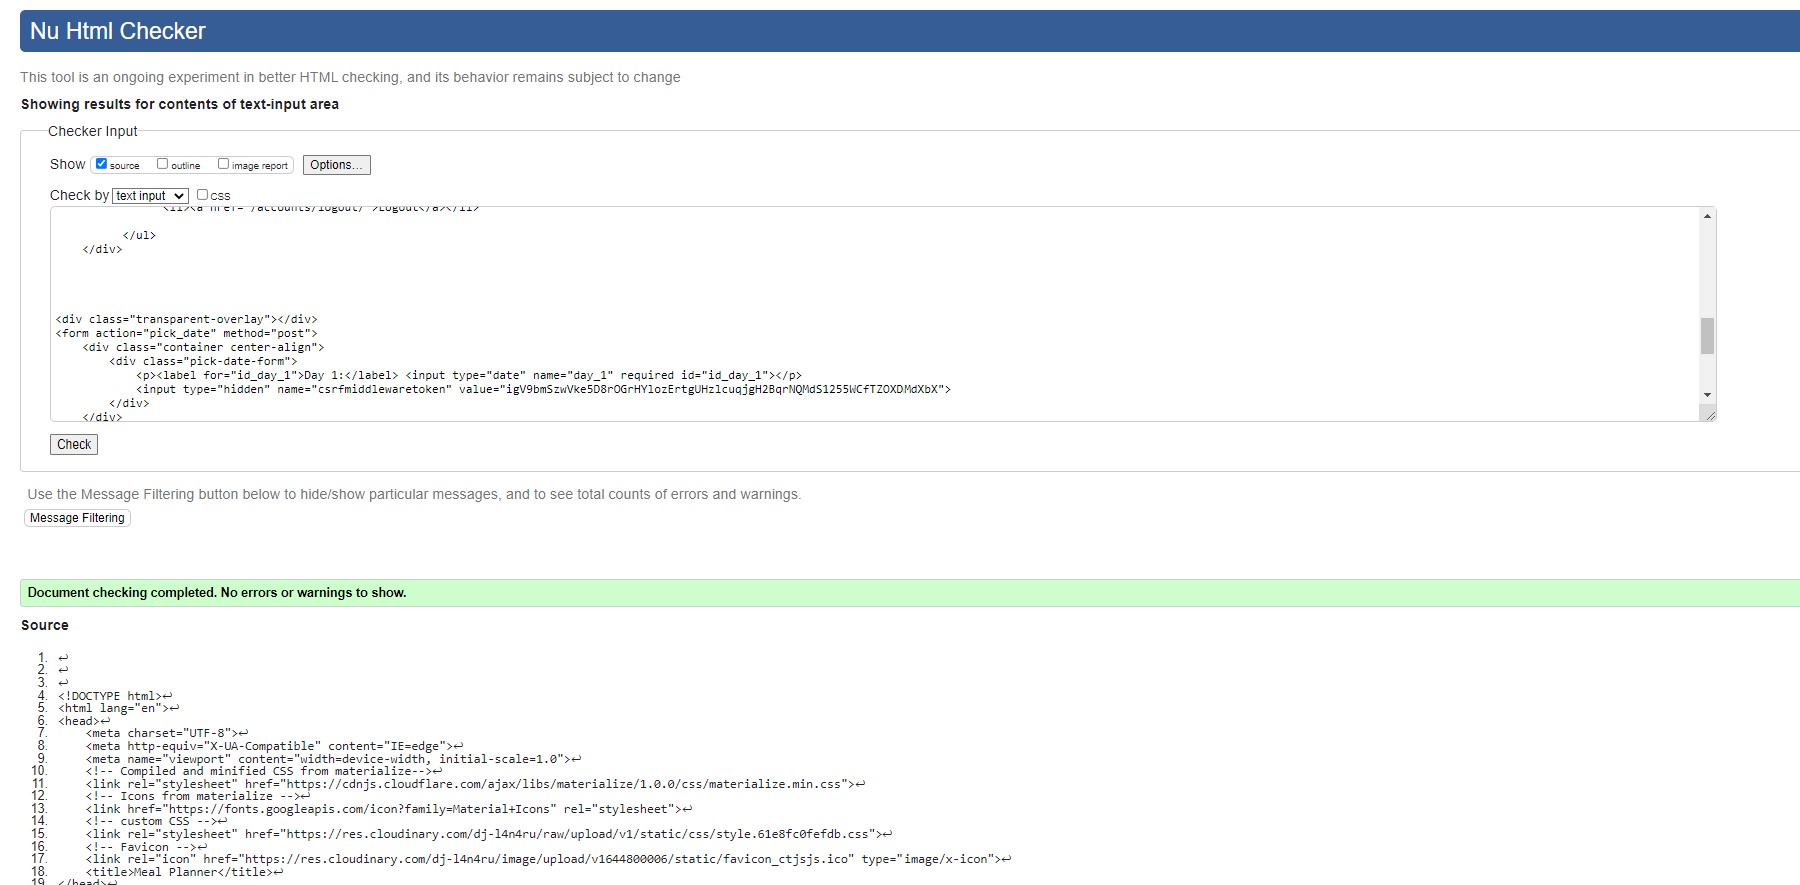 Nu Html Checker
This tool is an ongoing experiment in better HTML checking, and its behavior remains subject to change
Showing results for contents of text-input area
Checker Input
Show source outline image report Options...
Check by text input css
<li><a href="/accounts/logout/">Logout</a></li>
</ul>
</div>
<div class="transparent-overlay"></div>
<form action="pick_date" method="post">
<div class="container center-align">
<div class="pick-date-form">
<p><label for="id_day_1">Day 1:</label> <input type="date" name="day_1" required id="id_day_1"></p>
<input type="hidden" name="csrfmiddlewaretoken" value="igV9bmSzwVke5D8rOGrHYlozErtgUHzlcuqjgH2BqrNQMdS1255WCfTZOXDMdXbX">
</div>
</div>
Check
Use the Message Filtering button below to hide/show particular messages, and to see total counts of errors and warnings.
Message Filtering
Document checking completed. No errors or warnings to show.
Source
1. ↩
2. ↩
3. ↩
4. <!DOCTYPE html>↩
5. <html lang="en">↩
6. <head>↩
7. <meta charset="UTF-8">↩
8. <meta http-equiv="X-UA-Compatible" content="IE=edge">↩
9. <meta name="viewport" content="width=device-width, initial-scale=1.0">↩
10. <!-- Compiled and minified CSS from materialize-->↩
11. <link rel="stylesheet" href="https://cdnjs.cloudflare.com/ajax/libs/materialize/1.0.0/css/materialize.min.css">↩
12. <!-- Icons from materialize -->↩
13. <link href="https://fonts.googleapis.com/icon?family=Material+Icons" rel="stylesheet">↩
14. <!-- custom CSS -->↩
15. <link rel="stylesheet" href="https://res.cloudinary.com/dj-l4n4ru/raw/upload/v1/static/css/style.61e8fc0fefdb.css">↩
16. <!-- Favicon -->↩
17. <link rel="icon" href="https://res.cloudinary.com/dj-l4n4ru/image/upload/v1644800006/static/favicon_ctjsjs.ico" type="image/x-icon">↩
18. <title>Meal Planner</title>↩
19. </head>↩